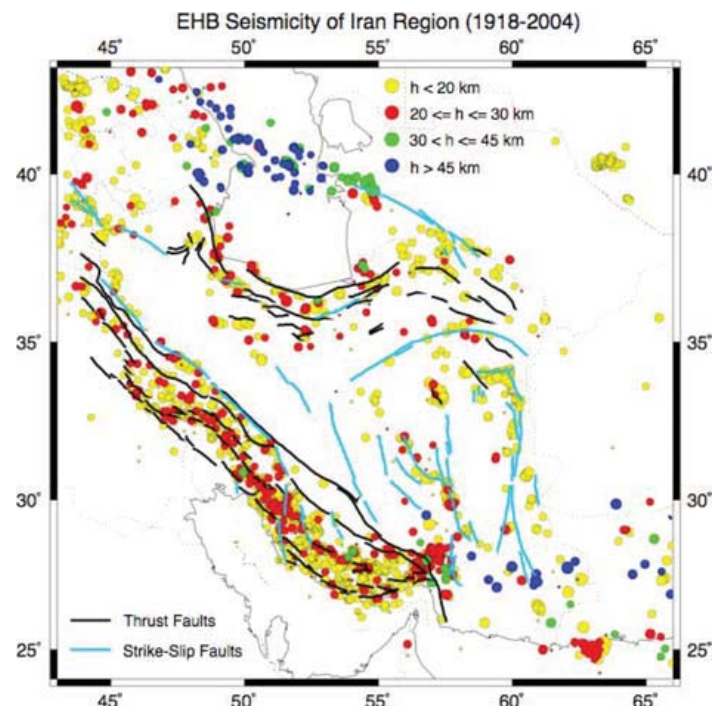 EHB Seismicity of Iran Region (1918-2004)
45° 50° 55° 60° 65°
h < 20 km
20 <= h <= 30 km
30 < h <= 45 km
h > 45 km
40° 40°
35° 35°
30° 30°
Thrust Faults
Strike-Slip Faults
25° 25°
45° 50° 55° 60° 65°